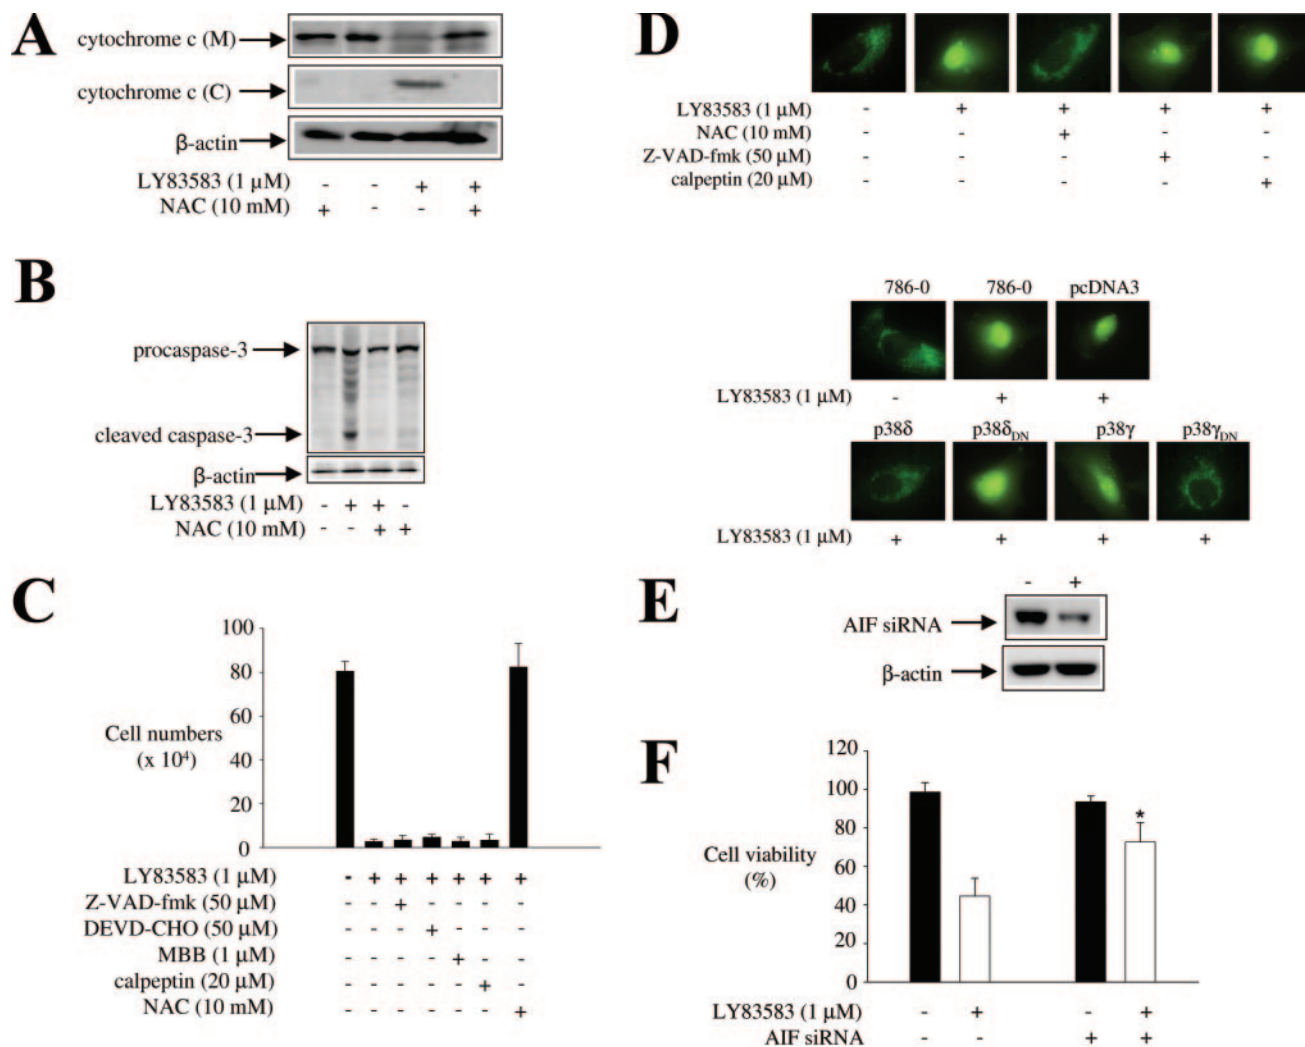 A
cytochrome c (M)
cytochrome c (C)
β-actin
LY83583 (1 μM) - - + +
NAC (10 mM) + - - +
B
procaspase-3
cleaved caspase-3
β-actin
LY83583 (1 μM) - + + -
NAC (10 mM) - - + +
C
100
80
60
40
20
0
Cell numbers
(x 10⁴)
LY83583 (1 μM) - + + + + + +
Z-VAD-fmk (50 μM) - - + - - - -
DEVD-CHO (50 μM) - - - + - - -
MBB (1 μM) - - - - + - -
calpeptin (20 μM) - - - - - + -
NAC (10 mM) - - - - - - +
D
LY83583 (1 μM) - + + + +
NAC (10 mM) - - + - -
Z-VAD-fmk (50 μM) - - - + -
calpeptin (20 μM) - - - - +
786-0 786-0 pcDNA3
LY83583 (1 μM) - + +
p38δ p38δDN p38γ p38γDN
LY83583 (1 μM) + + + +
E
- +
AIF siRNA
β-actin
F
120
100
80
60
40
20
0
Cell viability
(%)
*
LY83583 (1 μM) - + - +
AIF siRNA - - + +